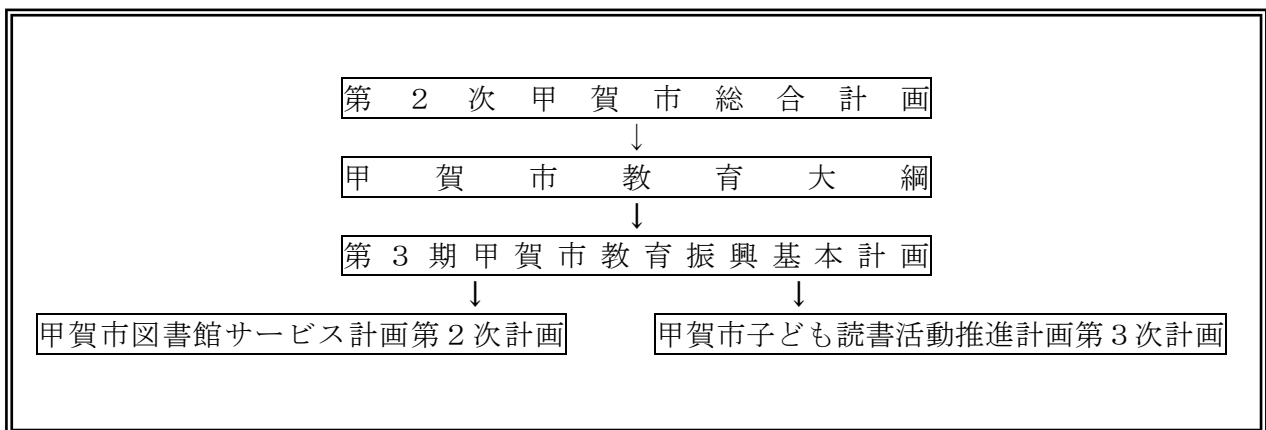 第２次甲賀市総合計画
↓
甲賀市教育大綱
↓
第３期甲賀市教育振興基本計画
↓ ↓
甲賀市図書館サービス計画第２次計画 甲賀市子ども読書活動推進計画第３次計画